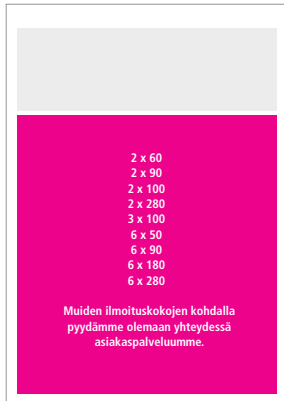 2 x 60
2 x 90
2 x 100
2 x 280
3 x 100
6 x 50
6 x 90
6 x 180
6 x 280
Muiden ilmoituskokojen kohdalla
pyydämme olemaan yhteydessä
asiakaspalveluumme.